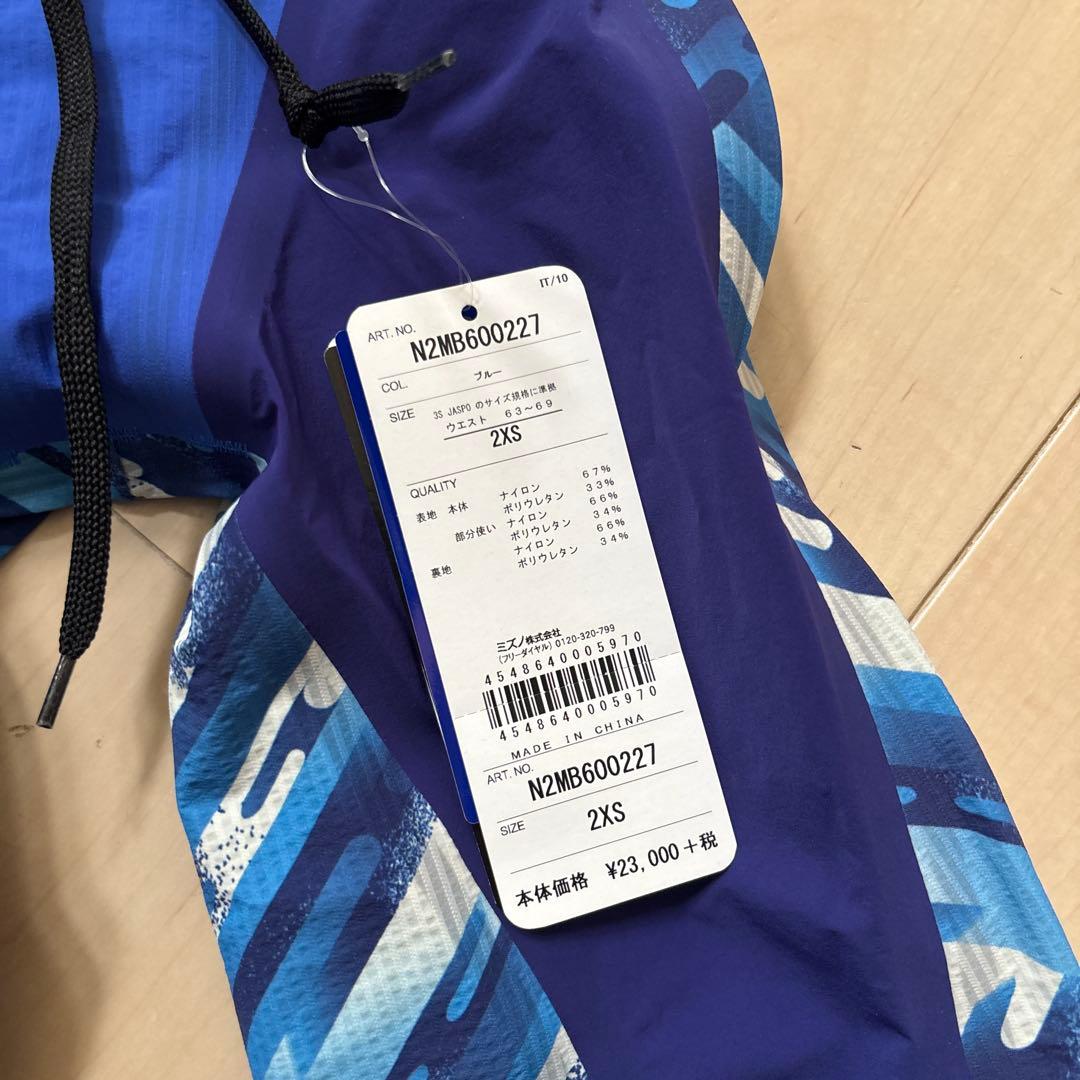 IT/10
ART. NO.
N2MB600227
COL. ブルー
SIZE 3S JASPO のサイズ規格に準拠
ウエスト 63~69
2XS
QUALITY
表地 本体 ナイロン 67%
ポリウレタン 33%
部分使い ナイロン 66%
ポリウレタン 34%
裏地 ナイロン 66%
ポリウレタン 34%
ミズノ株式会社
(フリーダイヤル) 0120-320-799
4548640005970
4548640005970
MADE IN CHINA
ART. NO.
N2MB600227
SIZE 2XS
本体価格 ¥23,000+税